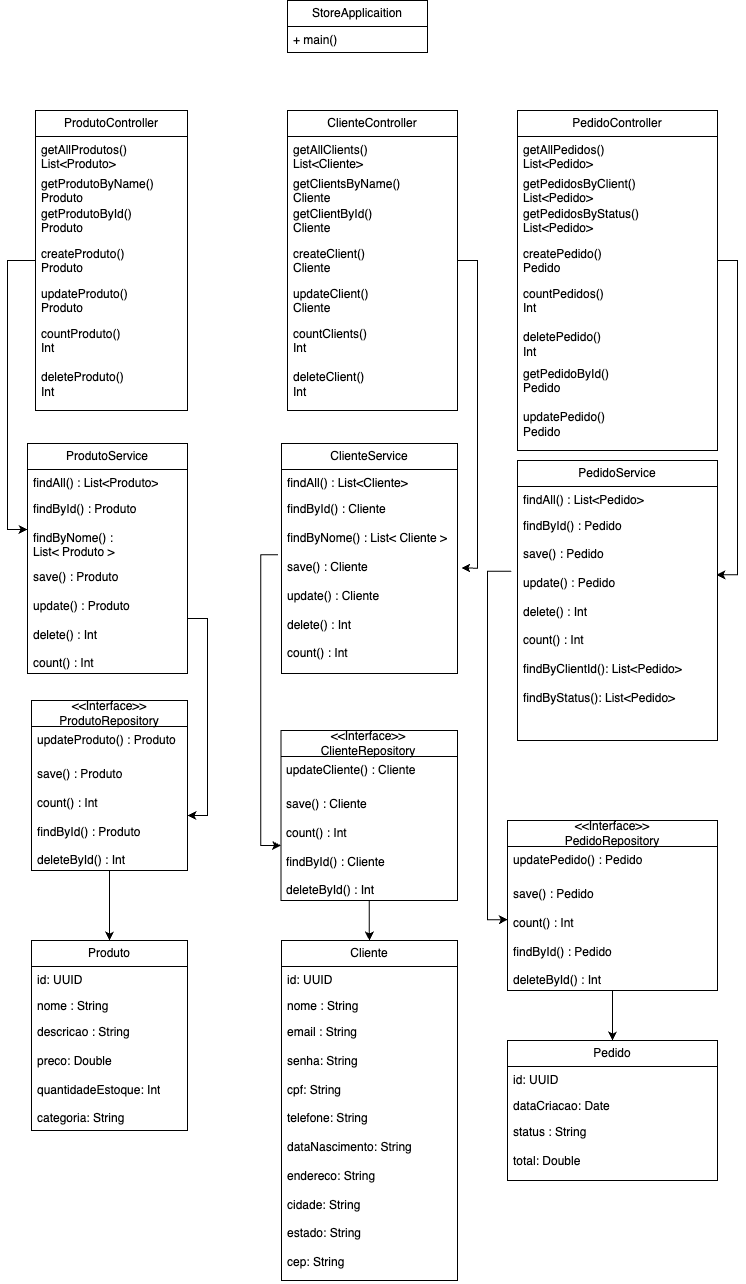 StoreApplicaition
+ main()
ProdutoController
getAllProdutos()
List<Produto>
getProdutoByName()
Produto
getProdutoById()
Produto
createProduto()
Produto
updateProduto()
Produto
countProduto()
Int
deleteProduto()
Int
ClienteController
getAllClients()
List<Cliente>
getClientsByName()
Cliente
getClientById()
Cliente
createClient()
Cliente
updateClient()
Cliente
countClients()
Int
deleteClient()
Int
PedidoController
getAllPedidos()
List<Pedido>
getPedidosByClient()
List<Pedido>
getPedidosByStatus()
List<Pedido>
createPedido()
Pedido
countPedidos()
Int
deletePedido()
Int
getPedidoById()
Pedido
updatePedido()
Pedido
ProdutoService
findAll() : List<Produto>
findById() : Produto
findByNome() :
List< Produto >
save() : Produto
update() : Produto
delete() : Int
count() : Int
ClienteService
findAll() : List<Cliente>
findById() : Cliente
findByNome() : List< Cliente >
save() : Cliente
update() : Cliente
delete() : Int
count() : Int
PedidoService
findAll() : List<Pedido>
findById() : Pedido
save() : Pedido
update() : Pedido
delete() : Int
count() : Int
findByClientId(): List<Pedido>
findByStatus(): List<Pedido>
<<Interface>>
ProdutoRepository
updateProduto() : Produto
save() : Produto
count() : Int
findById() : Produto
deleteById() : Int
<<Interface>>
ClienteRepository
updateCliente() : Cliente
save() : Cliente
count() : Int
findById() : Cliente
deleteById() : Int
<<Interface>>
PedidoRepository
updatePedido() : Pedido
save() : Pedido
count() : Int
findById() : Pedido
deleteById() : Int
Produto
id: UUID
nome : String
descricao : String
preco: Double
quantidadeEstoque: Int
categoria: String
Cliente
id: UUID
nome : String
email : String
senha: String
cpf: String
telefone: String
dataNascimento: String
endereco: String
cidade: String
estado: String
cep: String
Pedido
id: UUID
dataCriacao: Date
status : String
total: Double